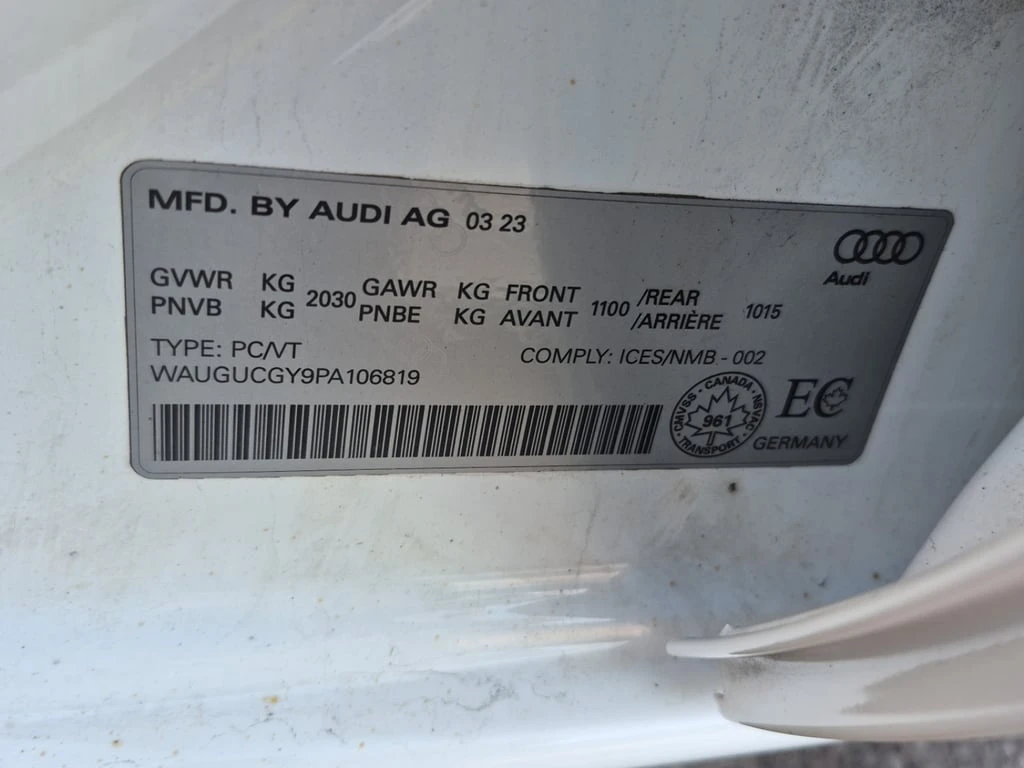 MFD. BY AUDI AG 03 23
Audi
GVWR KG 2030 GAWR KG FRONT 1100 /REAR 1015
PNVB KG PNBE KG AVANT /ARRIÈRE
TYPE: PC/VT COMPLY: ICES/NMB - 002
WAUGUCGY9PA106819
CMVSS - CANADA - NSVAC
961
TRANSPORT
EC
GERMANY